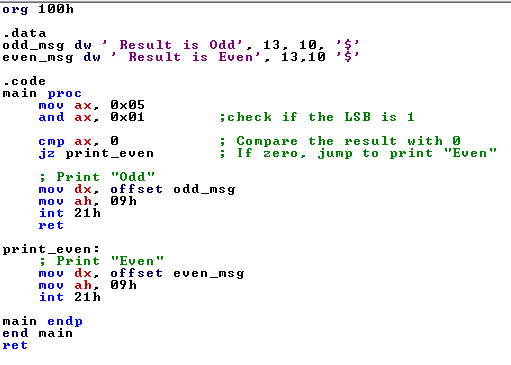 org 100h
.data
odd_msg dw ' Result is Odd', 13, 10, '$'
even_msg dw ' Result is Even', 13,10 '$'
.code
main proc
mov ax, 0x05
and ax, 0x01 ;check if the LSB is 1
cmp ax, 0 ; Compare the result with 0
jz print_even ; If zero, jump to print "Even"
; Print "Odd"
mov dx, offset odd_msg
mov ah, 09h
int 21h
ret
print_even:
; Print "Even"
mov dx, offset even_msg
mov ah, 09h
int 21h
main endp
end main
ret